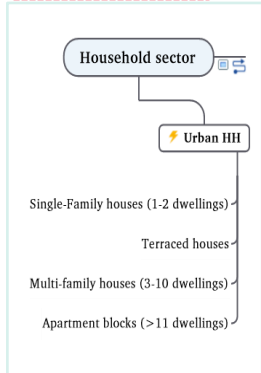 Household sector
Urban HH
Single-Family houses (1-2 dwellings)
Terraced houses
Multi-family houses (3-10 dwellings)
Apartment blocks (>11 dwellings)